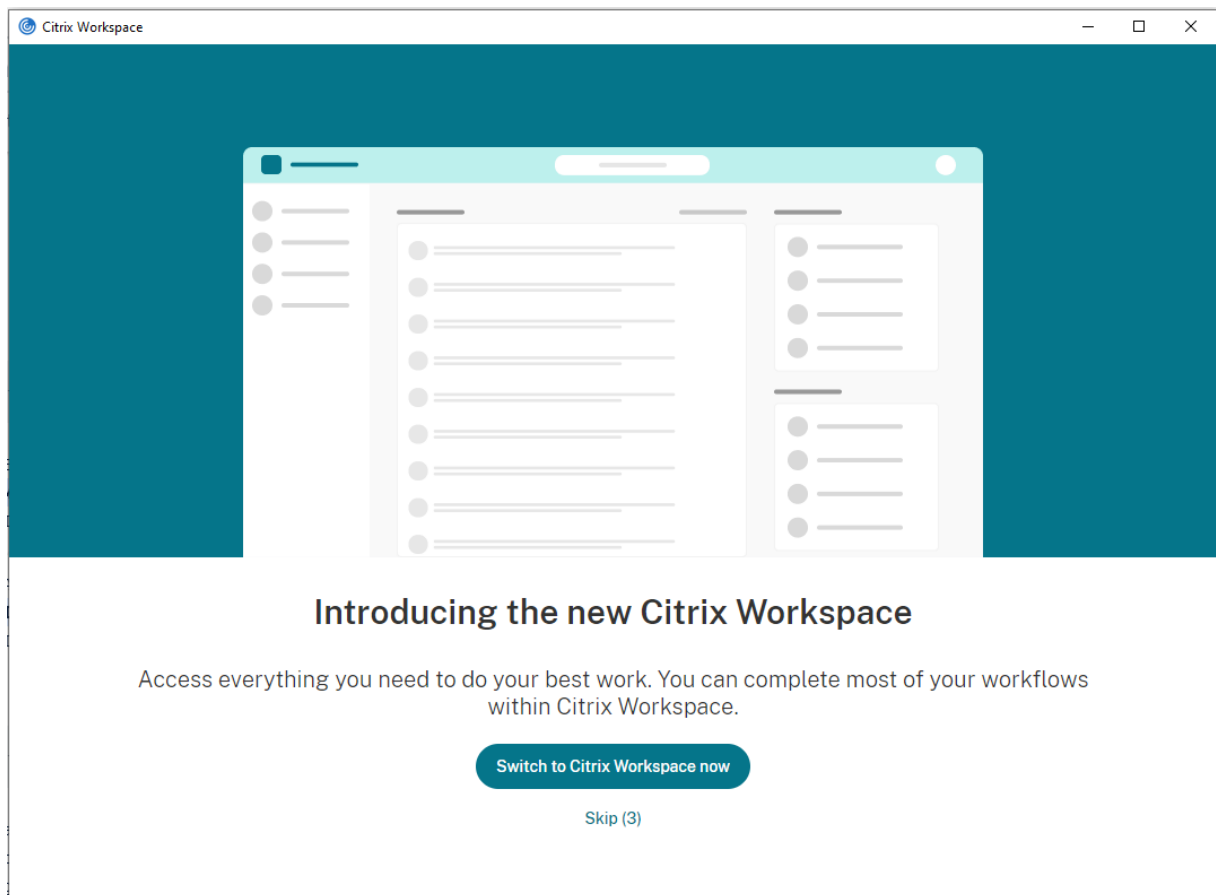 Citrix Workspace
Introducing the new Citrix Workspace
Access everything you need to do your best work. You can complete most of your workflows
within Citrix Workspace.
Switch to Citrix Workspace now
Skip (3)